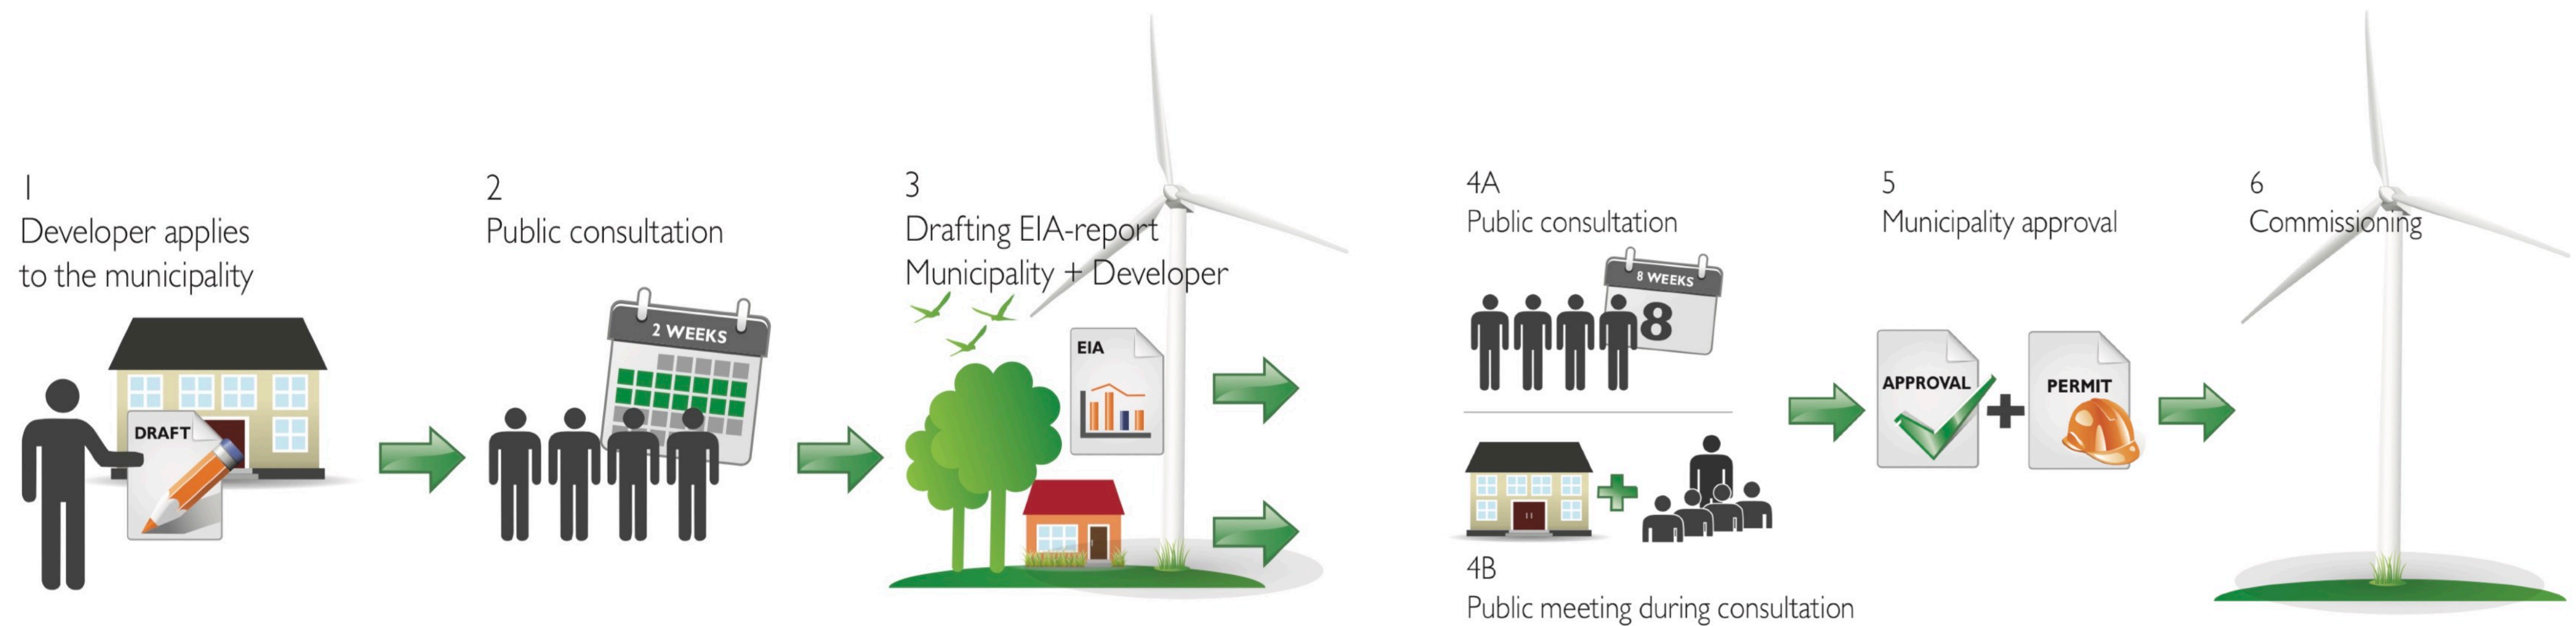 1
Developer applies
to the municipality
DRAFT
2
Public consultation
2 WEEKS
3
Drafting EIA-report
Municipality + Developer
EIA
4A
Public consultation
8 WEEKS
8
4B
Public meeting during consultation
5
Municipality approval
APPROVAL
PERMIT
6
Commissioning